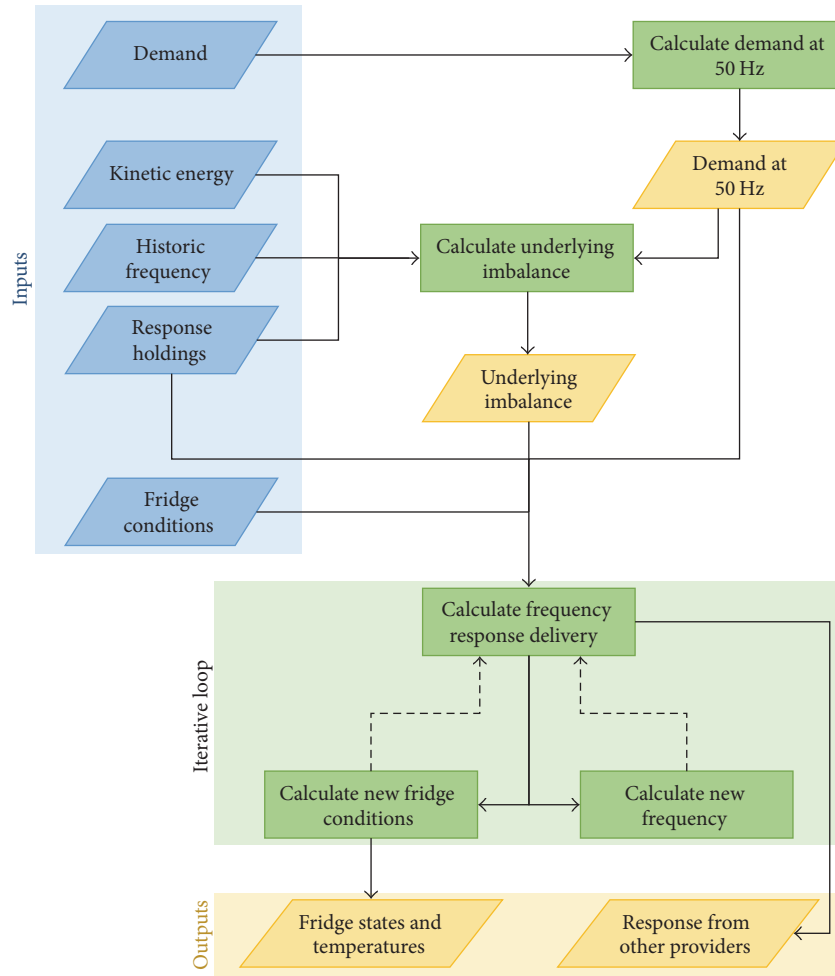 Inputs
Demand
Calculate demand at
50 Hz
Kinetic energy
Demand at
50 Hz
Historic
frequency
Calculate underlying
imbalance
Response
holdings
Underlying
imbalance
Fridge
conditions
Iterative loop
Calculate frequency
response delivery
Calculate new fridge
conditions
Calculate new
frequency
Outputs
Fridge states and
temperatures
Response from
other providers